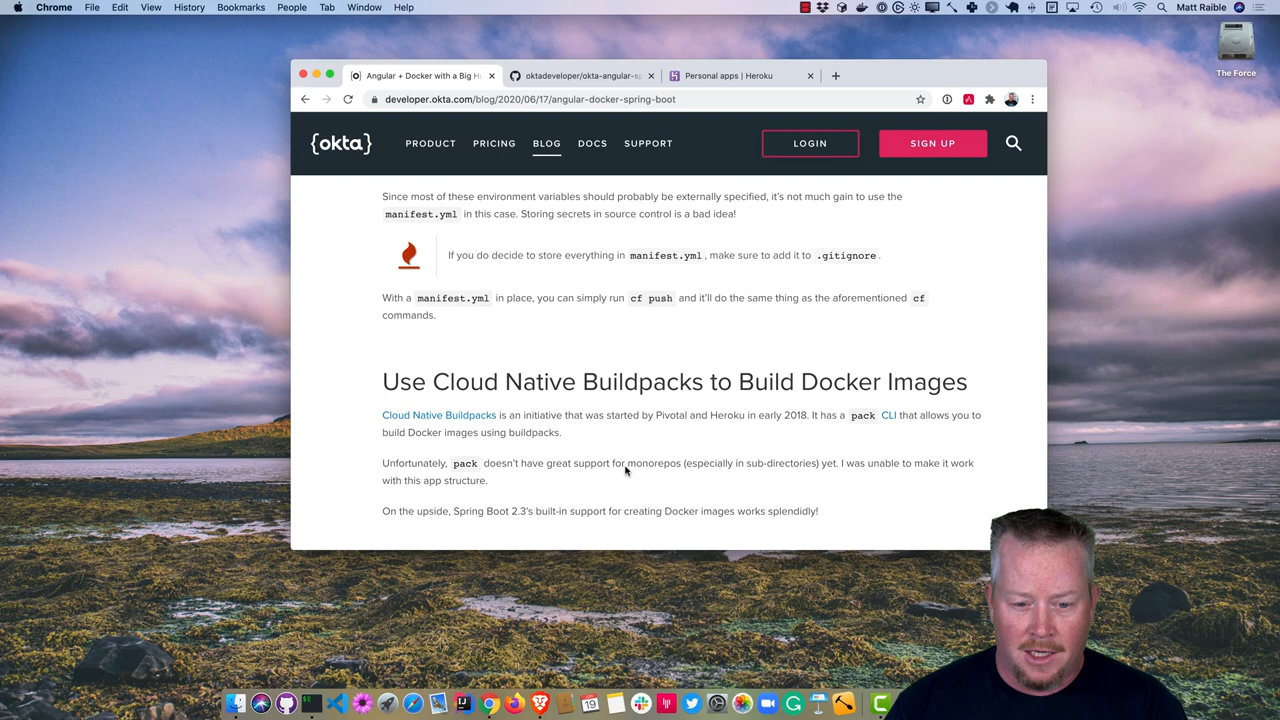 Chrome File Edit View History Bookmarks People Tab Window Help Matt Raible
The Force
Angular + Docker with a Big H oktadeveloper/okta-angular-sp Personal apps | Heroku
developer.okta.com/blog/2020/06/17/angular-docker-spring-boot
{okta} PRODUCT PRICING BLOG DOCS SUPPORT LOGIN SIGN UP
Since most of these environment variables should probably be externally specified, it's not much gain to use the
manifest.yml in this case. Storing secrets in source control is a bad idea!
If you do decide to store everything in manifest.yml, make sure to add it to .gitignore.
With a manifest.yml in place, you can simply run cf push and it'll do the same thing as the aforementioned cf
commands.
Use Cloud Native Buildpacks to Build Docker Images
Cloud Native Buildpacks is an initiative that was started by Pivotal and Heroku in early 2018. It has a pack CLI that allows you to
build Docker images using buildpacks.
Unfortunately, pack doesn't have great support for monorepos (especially in sub-directories) yet. I was unable to make it work
with this app structure.
On the upside, Spring Boot 2.3's built-in support for creating Docker images works splendidly!
19